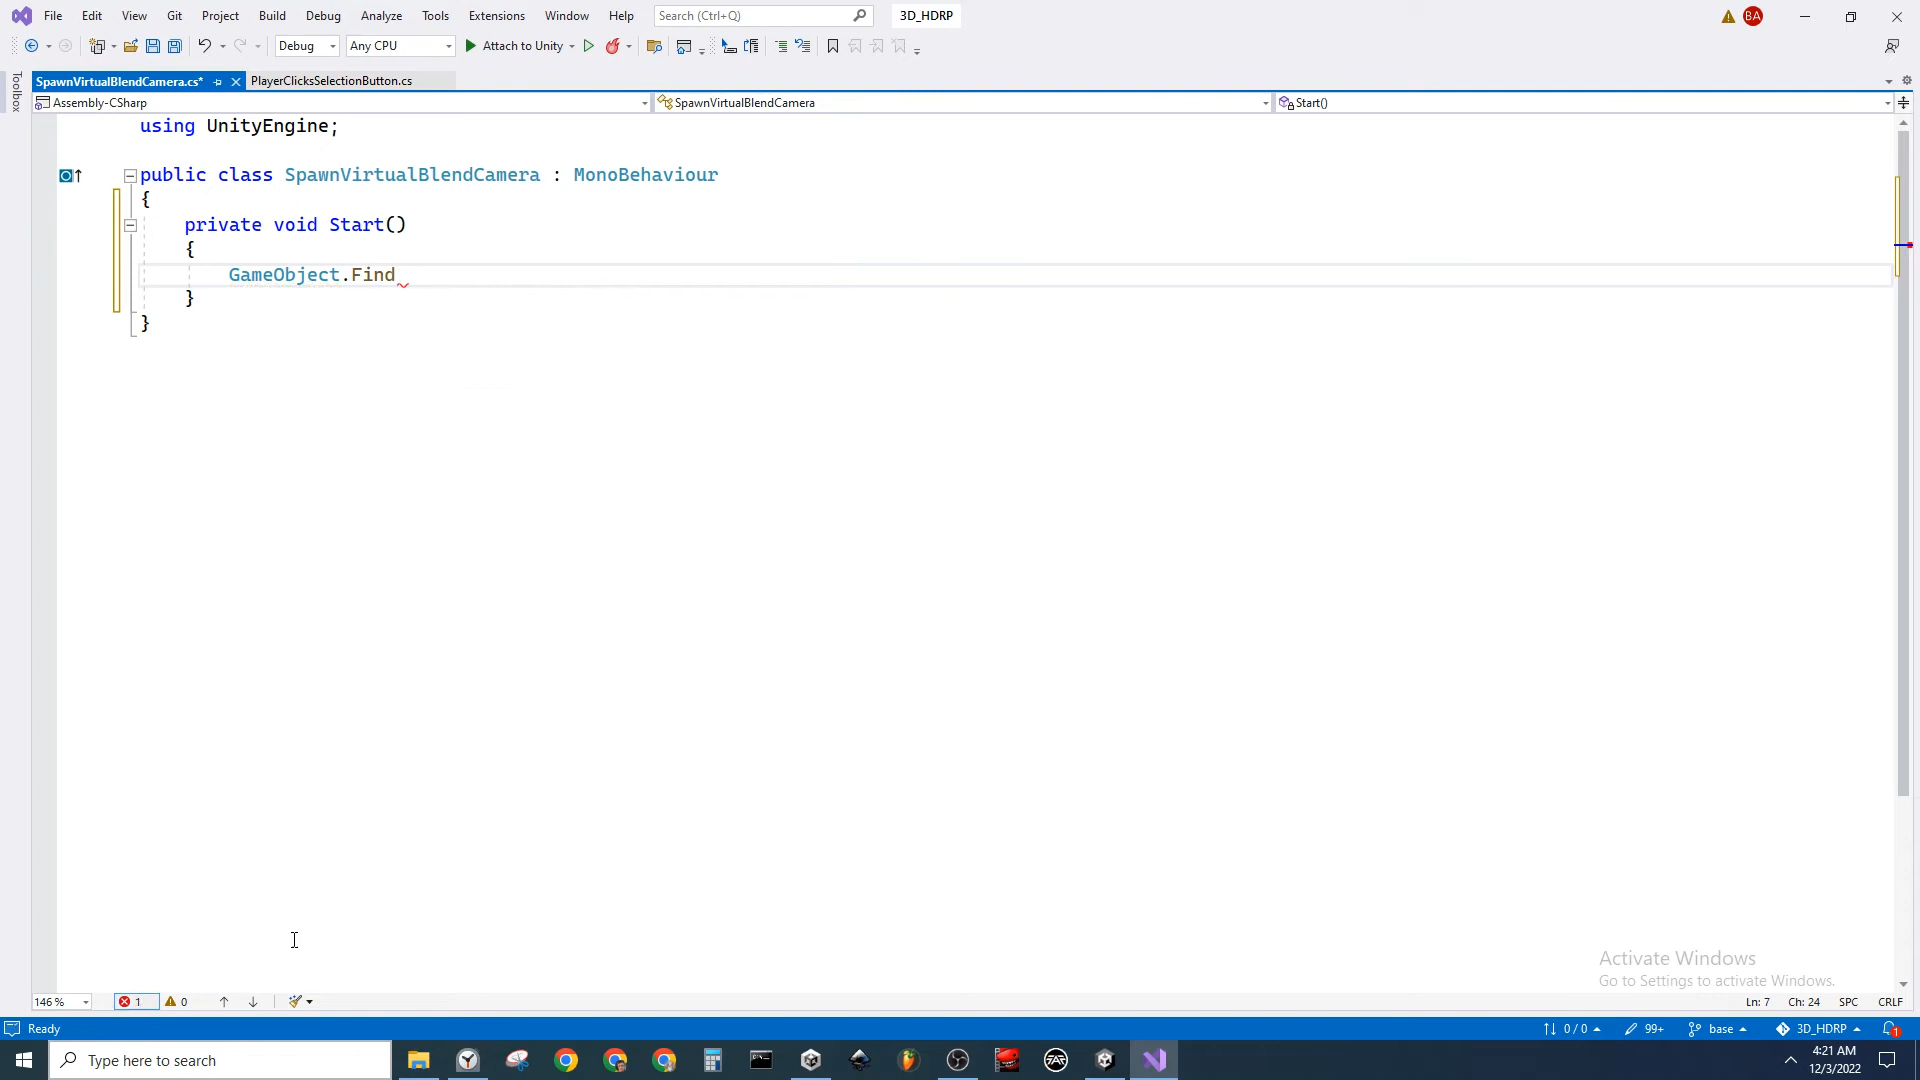 File Edit View Git Project Build Debug Analyze Tools Extensions Window Help Search (Ctrl+Q) 3D_HDRP BA
Debug Any CPU Attach to Unity
Toolbox
SpawnVirtualBlendCamera.cs* PlayerClicksSelectionButton.cs
Assembly-CSharp SpawnVirtualBlendCamera Start()
using UnityEngine;
public class SpawnVirtualBlendCamera : MonoBehaviour
{
private void Start()
{
GameObject.Find
}
}
Activate Windows
Go to Settings to activate Windows.
146 % 1 0 Ln: 7 Ch: 24 SPC CRLF
Ready 0 / 0 99+ base 3D_HDRP 1
Type here to search 4:21 AM
12/3/2022